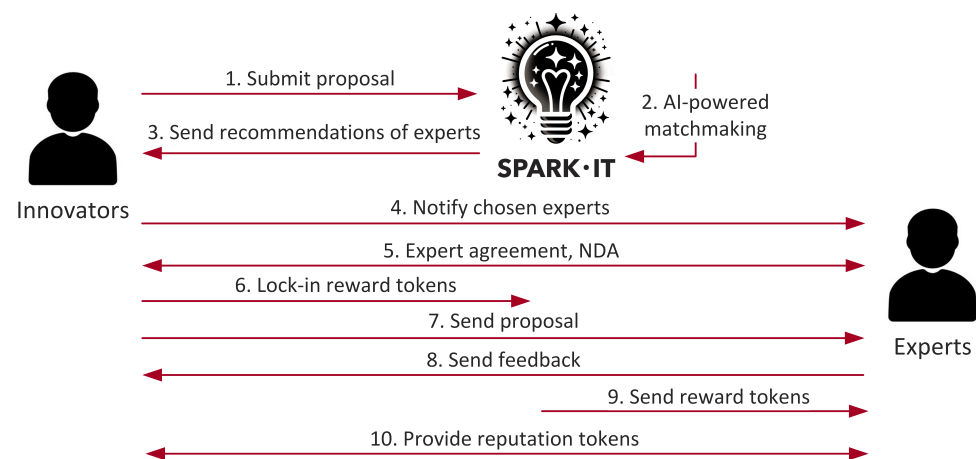 1. Submit proposal
2. AI-powered
matchmaking
3. Send recommendations of experts
SPARK·IT
Innovators
4. Notify chosen experts
5. Expert agreement, NDA
6. Lock-in reward tokens
7. Send proposal
Experts
8. Send feedback
9. Send reward tokens
10. Provide reputation tokens